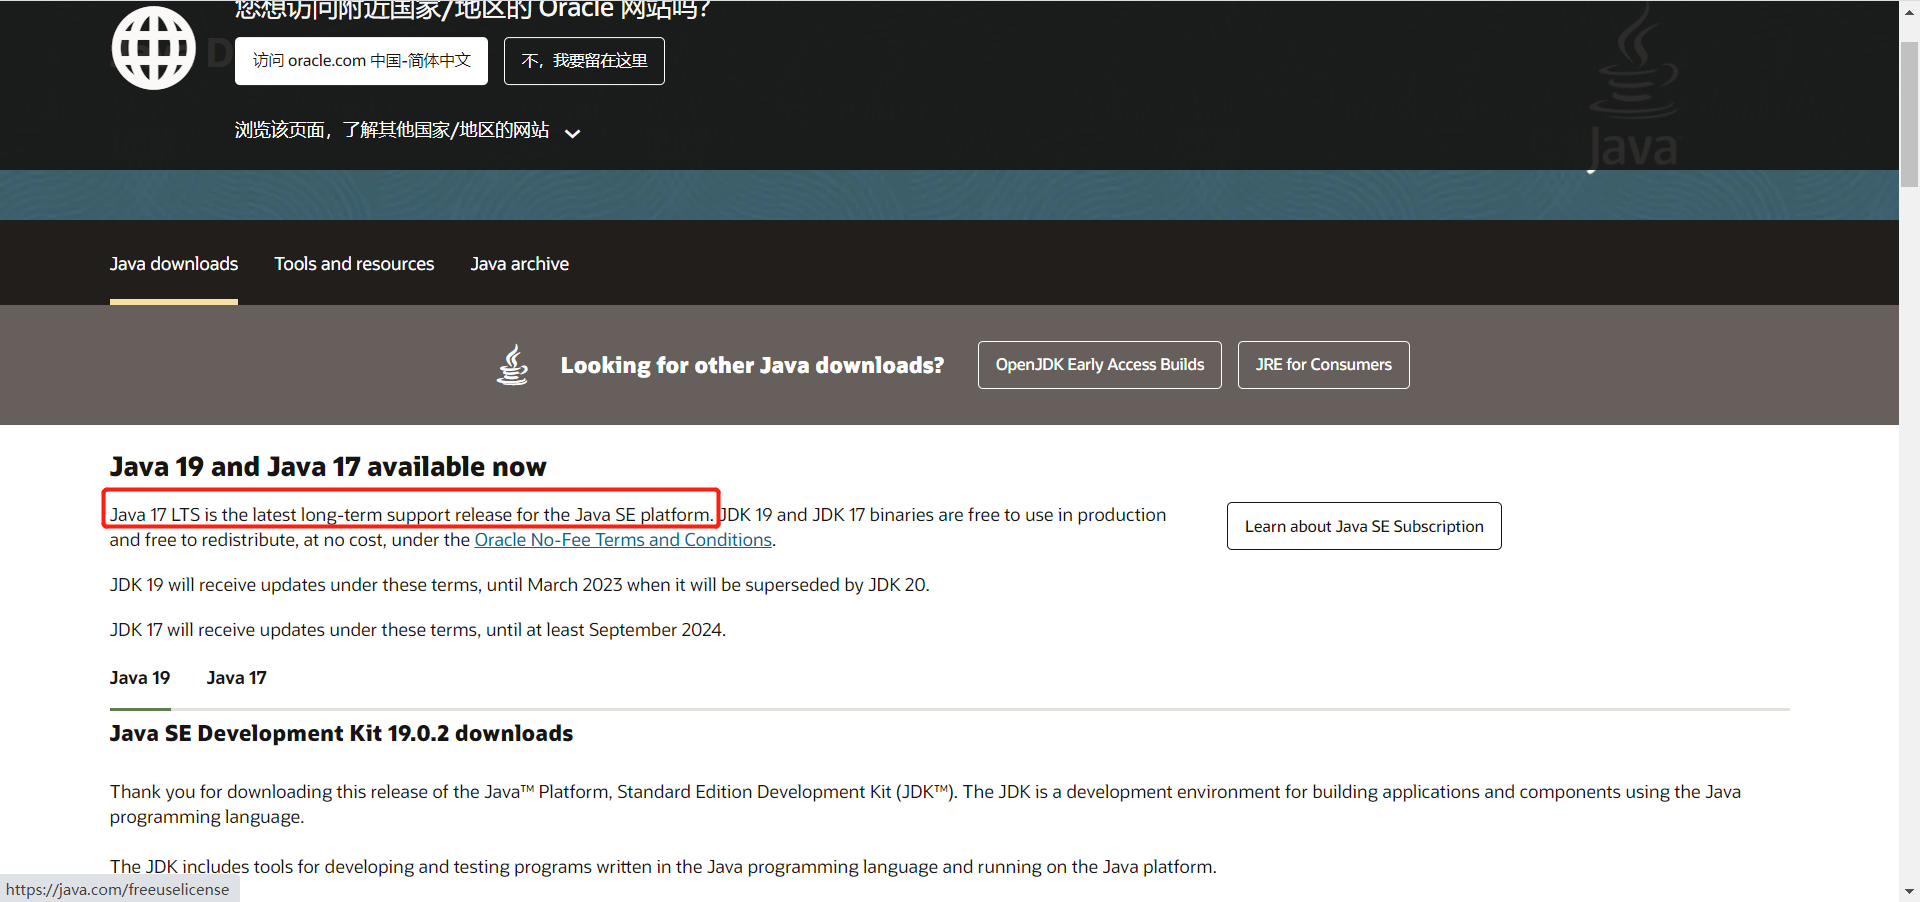 您想访问附近国家/地区的 Oracle 网站吗?
访问 oracle.com 中国-简体中文
不，我要留在这里
浏览该页面，了解其他国家/地区的网站
Java
Java downloads
Tools and resources
Java archive
Looking for other Java downloads?
OpenJDK Early Access Builds
JRE for Consumers
Java 19 and Java 17 available now
Java 17 LTS is the latest long-term support release for the Java SE platform. JDK 19 and JDK 17 binaries are free to use in production
and free to redistribute, at no cost, under the Oracle No-Fee Terms and Conditions.
Learn about Java SE Subscription
JDK 19 will receive updates under these terms, until March 2023 when it will be superseded by JDK 20.
JDK 17 will receive updates under these terms, until at least September 2024.
Java 19
Java 17
Java SE Development Kit 19.0.2 downloads
Thank you for downloading this release of the Java™ Platform, Standard Edition Development Kit (JDK™). The JDK is a development environment for building applications and components using the Java
programming language.
The JDK includes tools for developing and testing programs written in the Java programming language and running on the Java platform.
https://java.com/freeuselicense